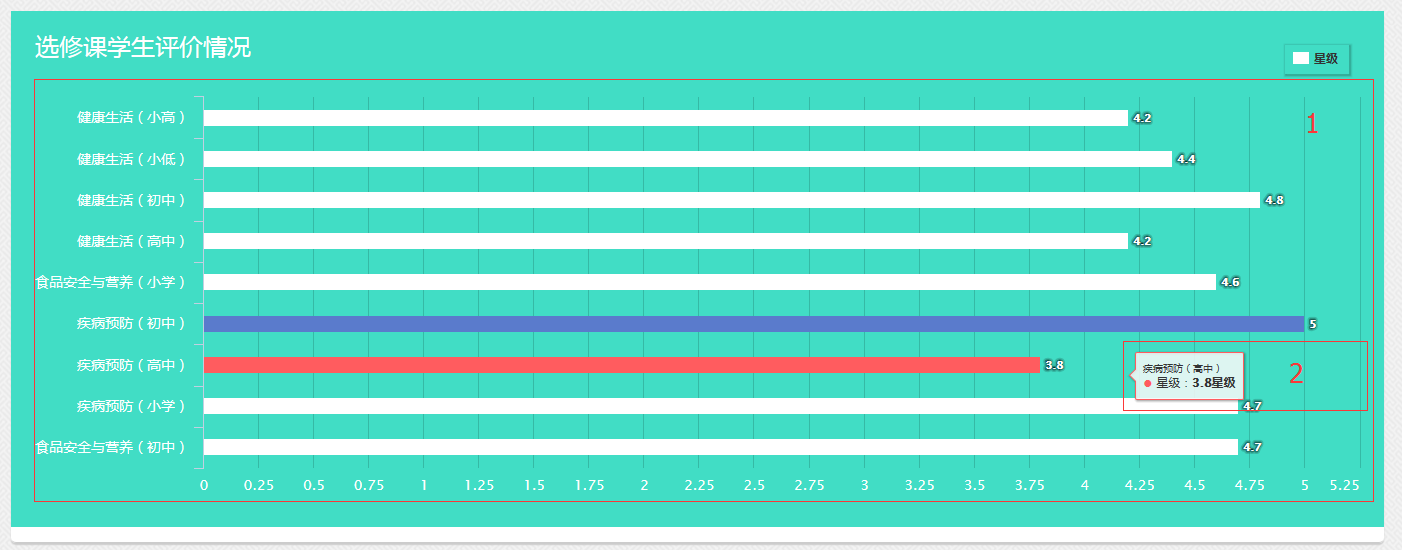 选修课学生评价情况
星级
1
健康生活（小高） 4.2
健康生活（小低） 4.4
健康生活（初中） 4.8
健康生活（高中） 4.2
食品安全与营养（小学） 4.6
疾病预防（初中） 5
疾病预防（高中） 3.8
疾病预防（高中）
● 星级：3.8星级
2
疾病预防（小学） 4.7
食品安全与营养（初中） 4.7
0 0.25 0.5 0.75 1 1.25 1.5 1.75 2 2.25 2.5 2.75 3 3.25 3.5 3.75 4 4.25 4.5 4.75 5 5.25